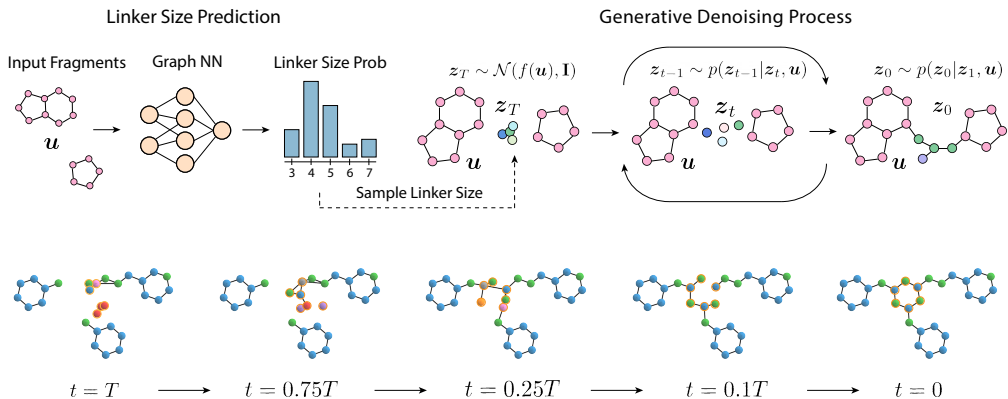 Linker Size Prediction
Generative Denoising Process
Input Fragments
Graph NN
Linker Size Prob
z_T ∼ N(f(u), I)
z_{t−1} ∼ p(z_{t−1}|z_t, u)
z_0 ∼ p(z_0|z_1, u)
u
z_T
u
z_t
u
z_0
u
3 4 5 6 7
Sample Linker Size
t = T
t = 0.75T
t = 0.25T
t = 0.1T
t = 0